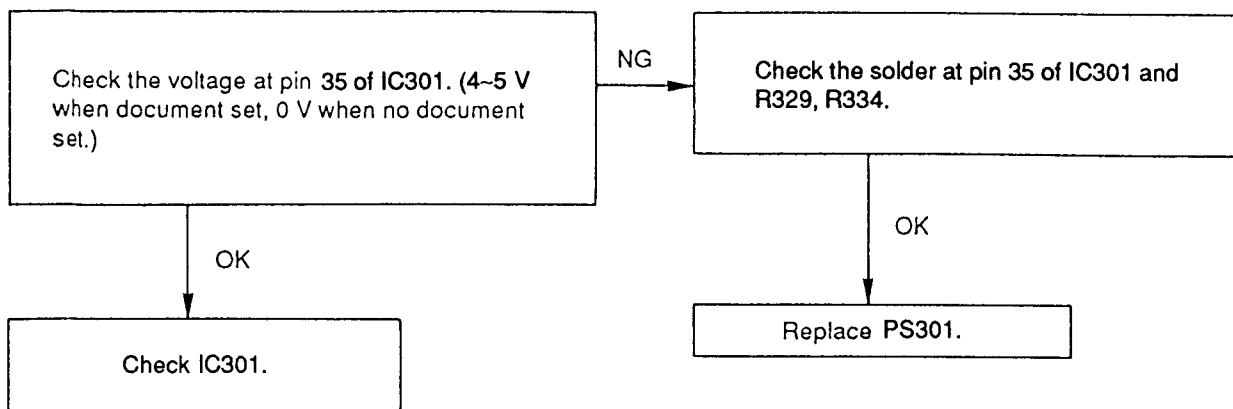 Check the voltage at pin 35 of IC301. (4~5 V
when document set, 0 V when no document
set.)
NG
Check the solder at pin 35 of IC301 and
R329, R334.
OK
OK
Check IC301.
Replace PS301.